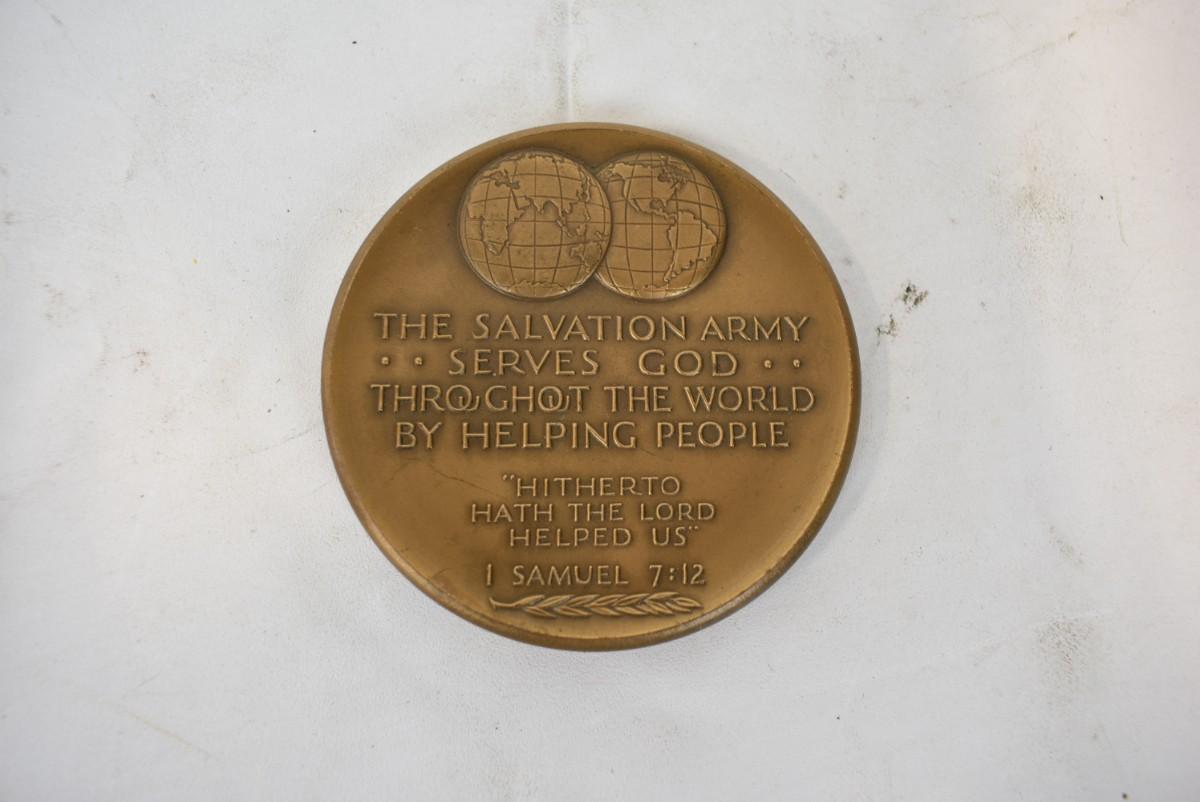 THE SALVATION ARMY
• • SERVES GOD • •
THROUGHOUT THE WORLD
BY HELPING PEOPLE
"HITHERTO
HATH THE LORD
HELPED US"
1 SAMUEL 7:12